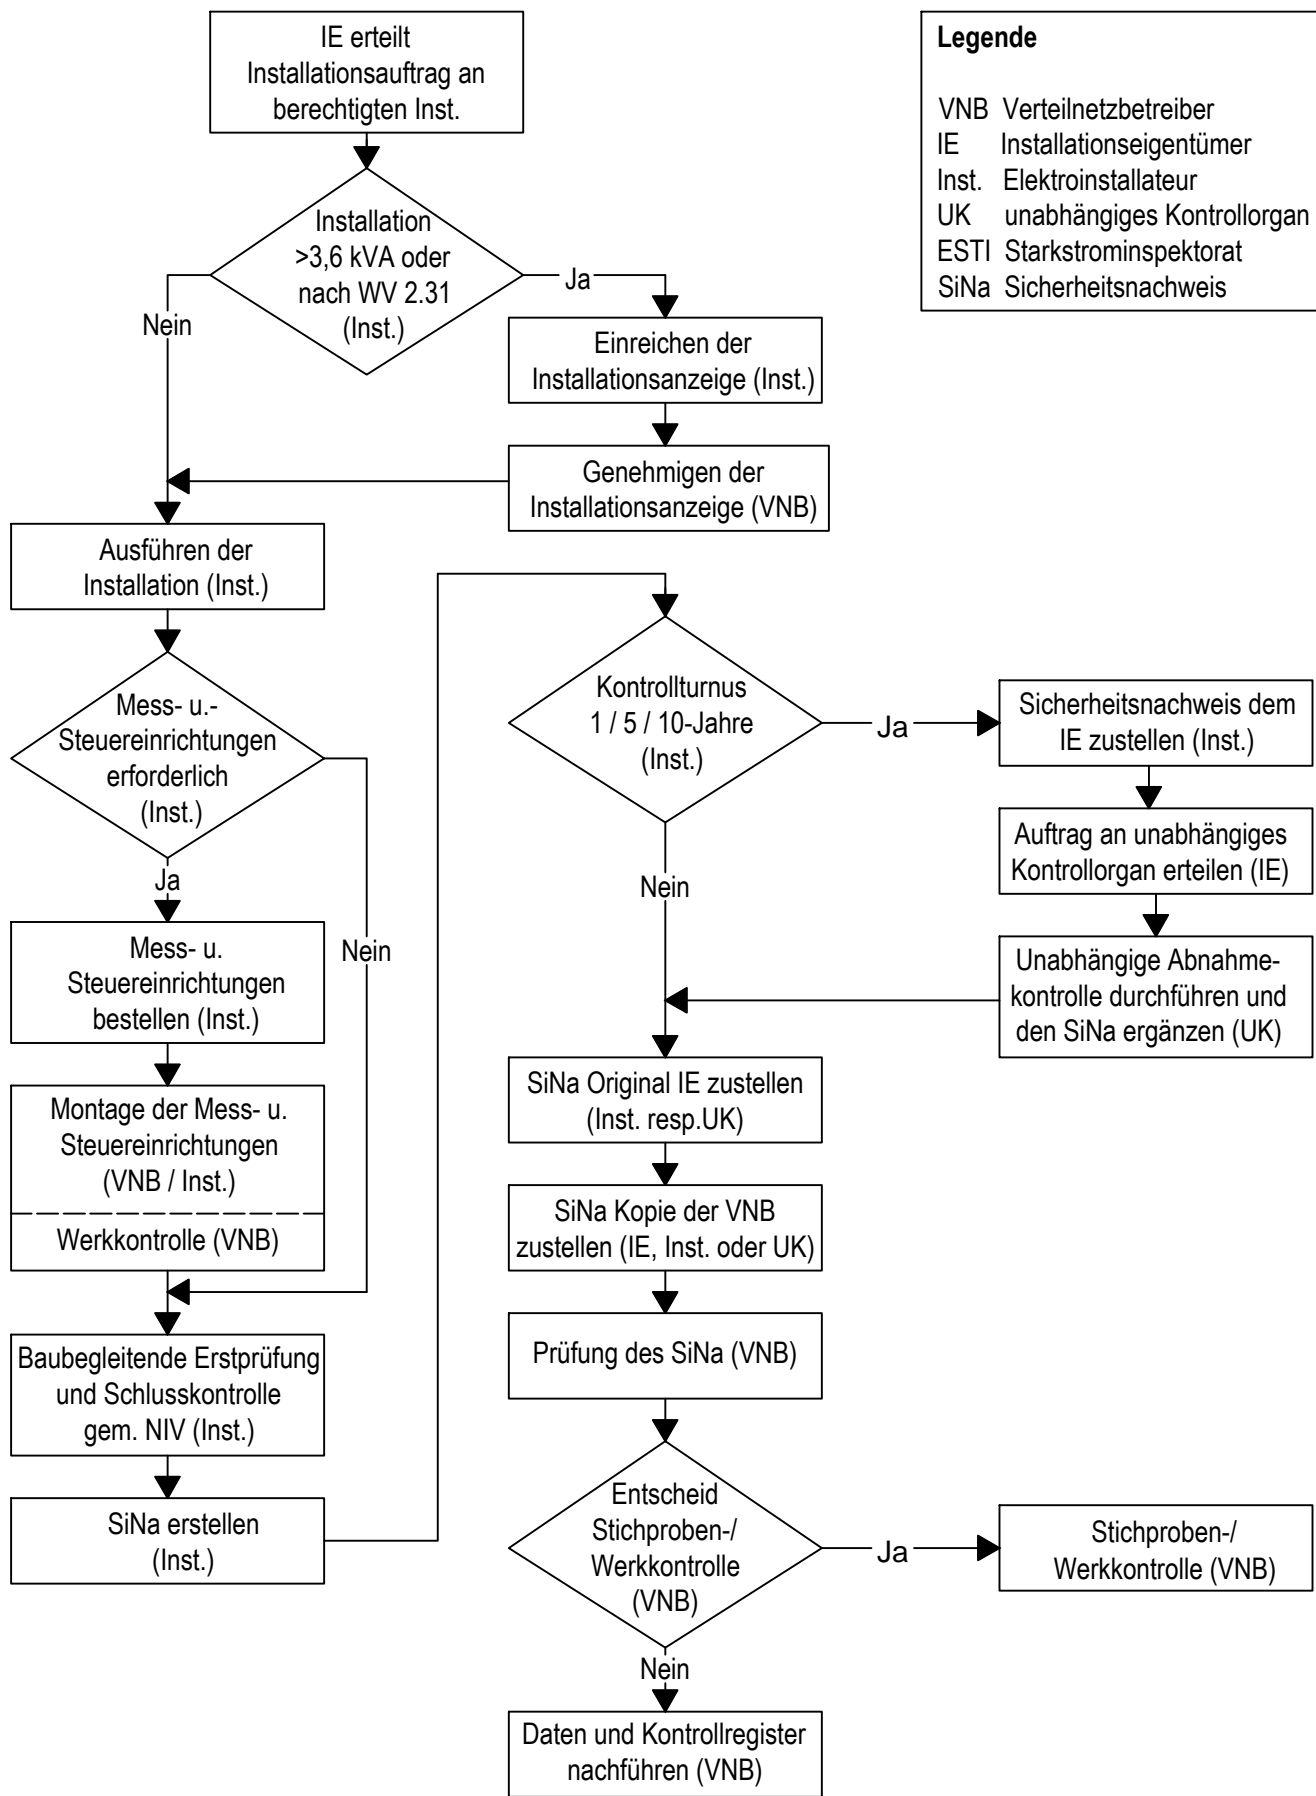 IE erteilt
Installationsauftrag an
berechtigten Inst.
Legende
VNB Verteilnetzbetreiber
IE Installationseigentümer
Inst. Elektroinstallateur
UK unabhängiges Kontrollorgan
ESTI Starkstrominspektorat
SiNa Sicherheitsnachweis
Installation
>3,6 kVA oder
nach WV 2.31
(Inst.)
Ja
Nein
Einreichen der
Installationsanzeige (Inst.)
Genehmigen der
Installationsanzeige (VNB)
Ausführen der
Installation (Inst.)
Mess- u.-
Steuereinrichtungen
erforderlich
(Inst.)
Ja
Nein
Mess- u.
Steuereinrichtungen
bestellen (Inst.)
Montage der Mess- u.
Steuereinrichtungen
(VNB / Inst.)
Werkkontrolle (VNB)
Baubegleitende Erstprüfung
und Schlusskontrolle
gem. NIV (Inst.)
SiNa erstellen
(Inst.)
Kontrollturnus
1 / 5 / 10-Jahre
(Inst.)
Ja
Nein
Sicherheitsnachweis dem
IE zustellen (Inst.)
Auftrag an unabhängiges
Kontrollorgan erteilen (IE)
Unabhängige Abnahme-
kontrolle durchführen und
den SiNa ergänzen (UK)
SiNa Original IE zustellen
(Inst. resp.UK)
SiNa Kopie der VNB
zustellen (IE, Inst. oder UK)
Prüfung des SiNa (VNB)
Entscheid
Stichproben-/
Werkkontrolle
(VNB)
Ja
Stichproben-/
Werkkontrolle (VNB)
Nein
Daten und Kontrollregister
nachführen (VNB)